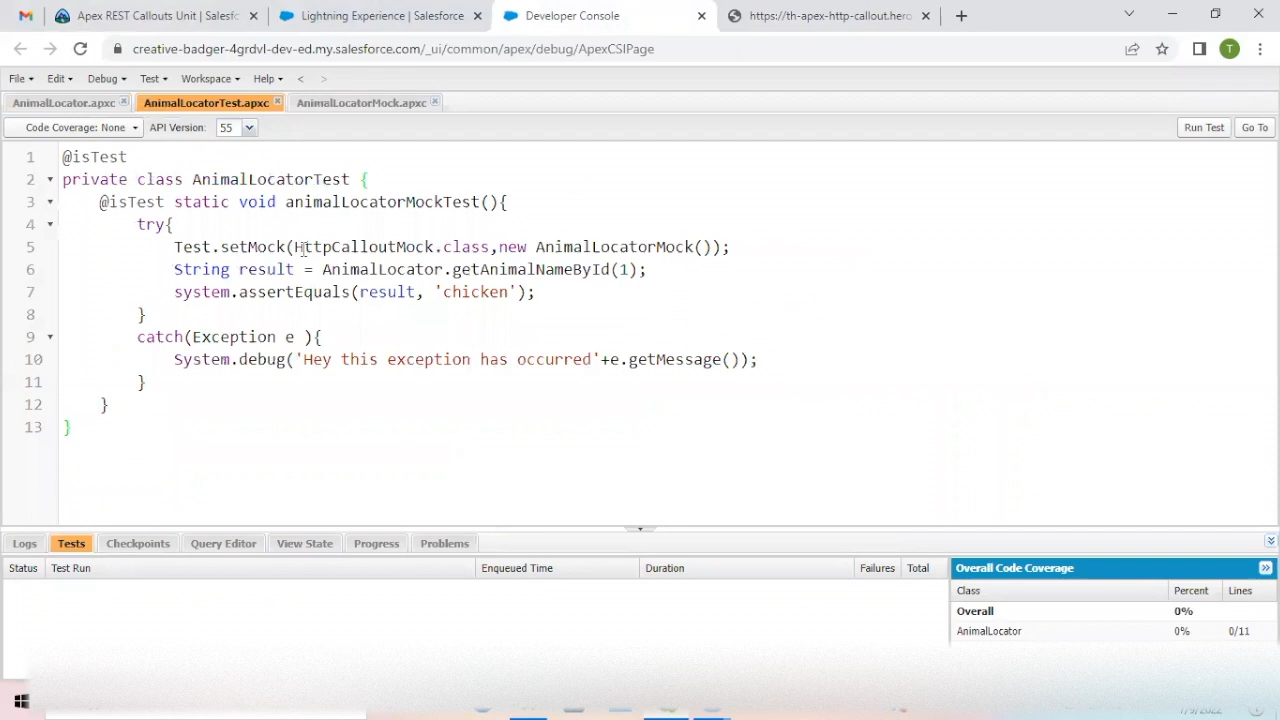 Apex REST Callouts Unit | Salesfo
Lightning Experience | Salesforce
Developer Console
https://th-apex-http-callout.hero
creative-badger-4grdvl-dev-ed.my.salesforce.com/_ui/common/apex/debug/ApexCSIPage
T
File Edit Debug Test Workspace Help < >
AnimalLocator.apxc AnimalLocatorTest.apxc AnimalLocatorMock.apxc
Code Coverage: None API Version: 55 Run Test Go To
1 @isTest
2 private class AnimalLocatorTest {
3 @isTest static void animalLocatorMockTest(){
4 try{
5 Test.setMock(HttpCalloutMock.class,new AnimalLocatorMock());
6 String result = AnimalLocator.getAnimalNameById(1);
7 system.assertEquals(result, 'chicken');
8 }
9 catch(Exception e ){
10 System.debug('Hey this exception has occurred'+e.getMessage());
11 }
12 }
13 }
Logs Tests Checkpoints Query Editor View State Progress Problems
Status Test Run Enqueued Time Duration Failures Total
Overall Code Coverage
Class Percent Lines
Overall 0%
AnimalLocator 0% 0/11